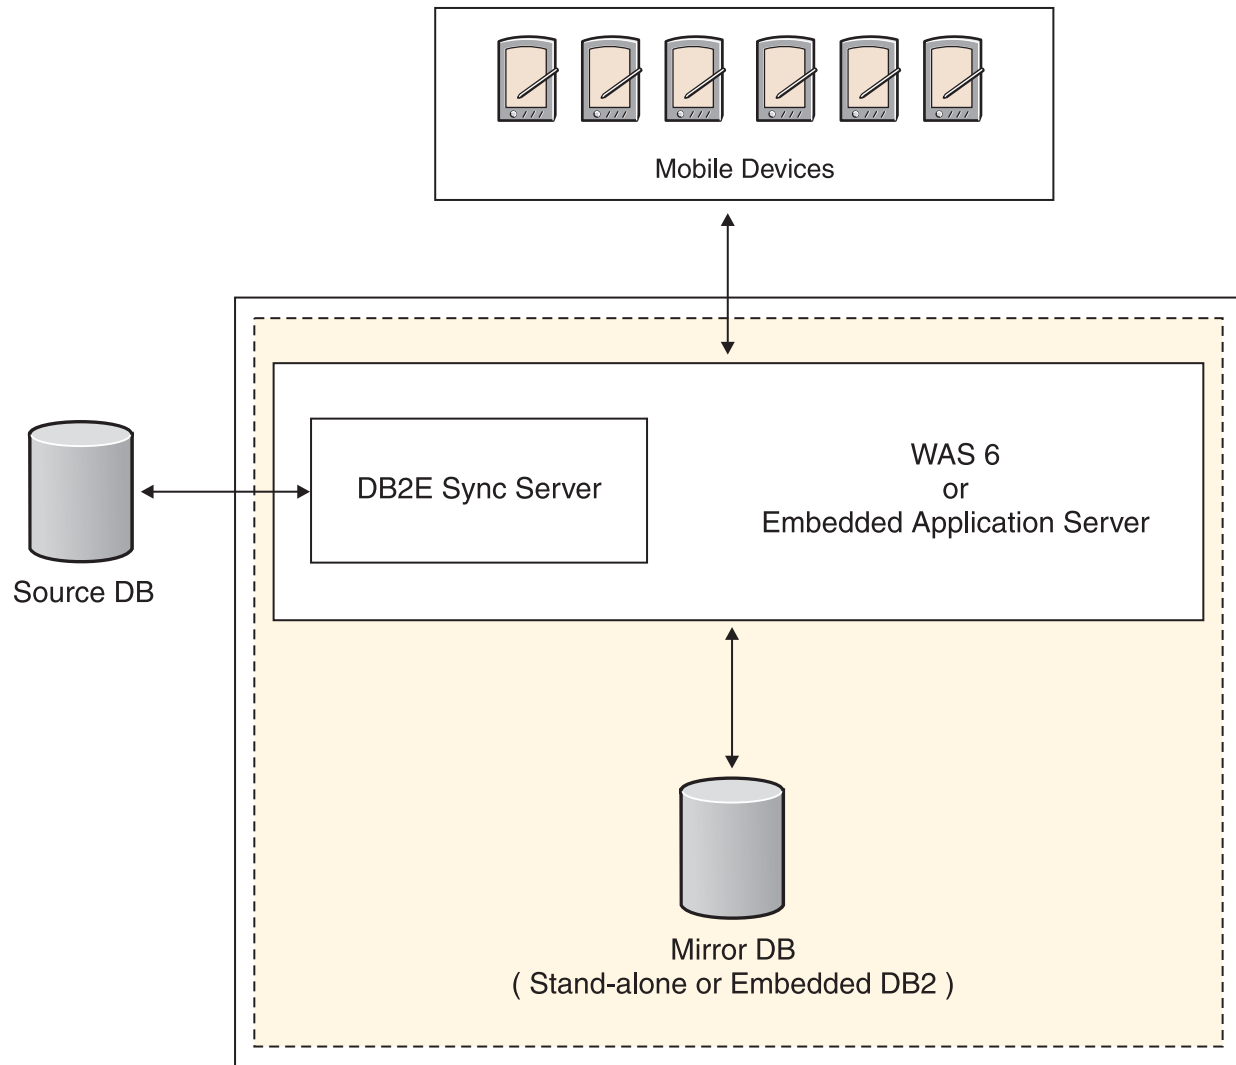 Mobile Devices
DB2E Sync Server
WAS 6
or
Embedded Application Server
Source DB
Mirror DB
( Stand-alone or Embedded DB2 )